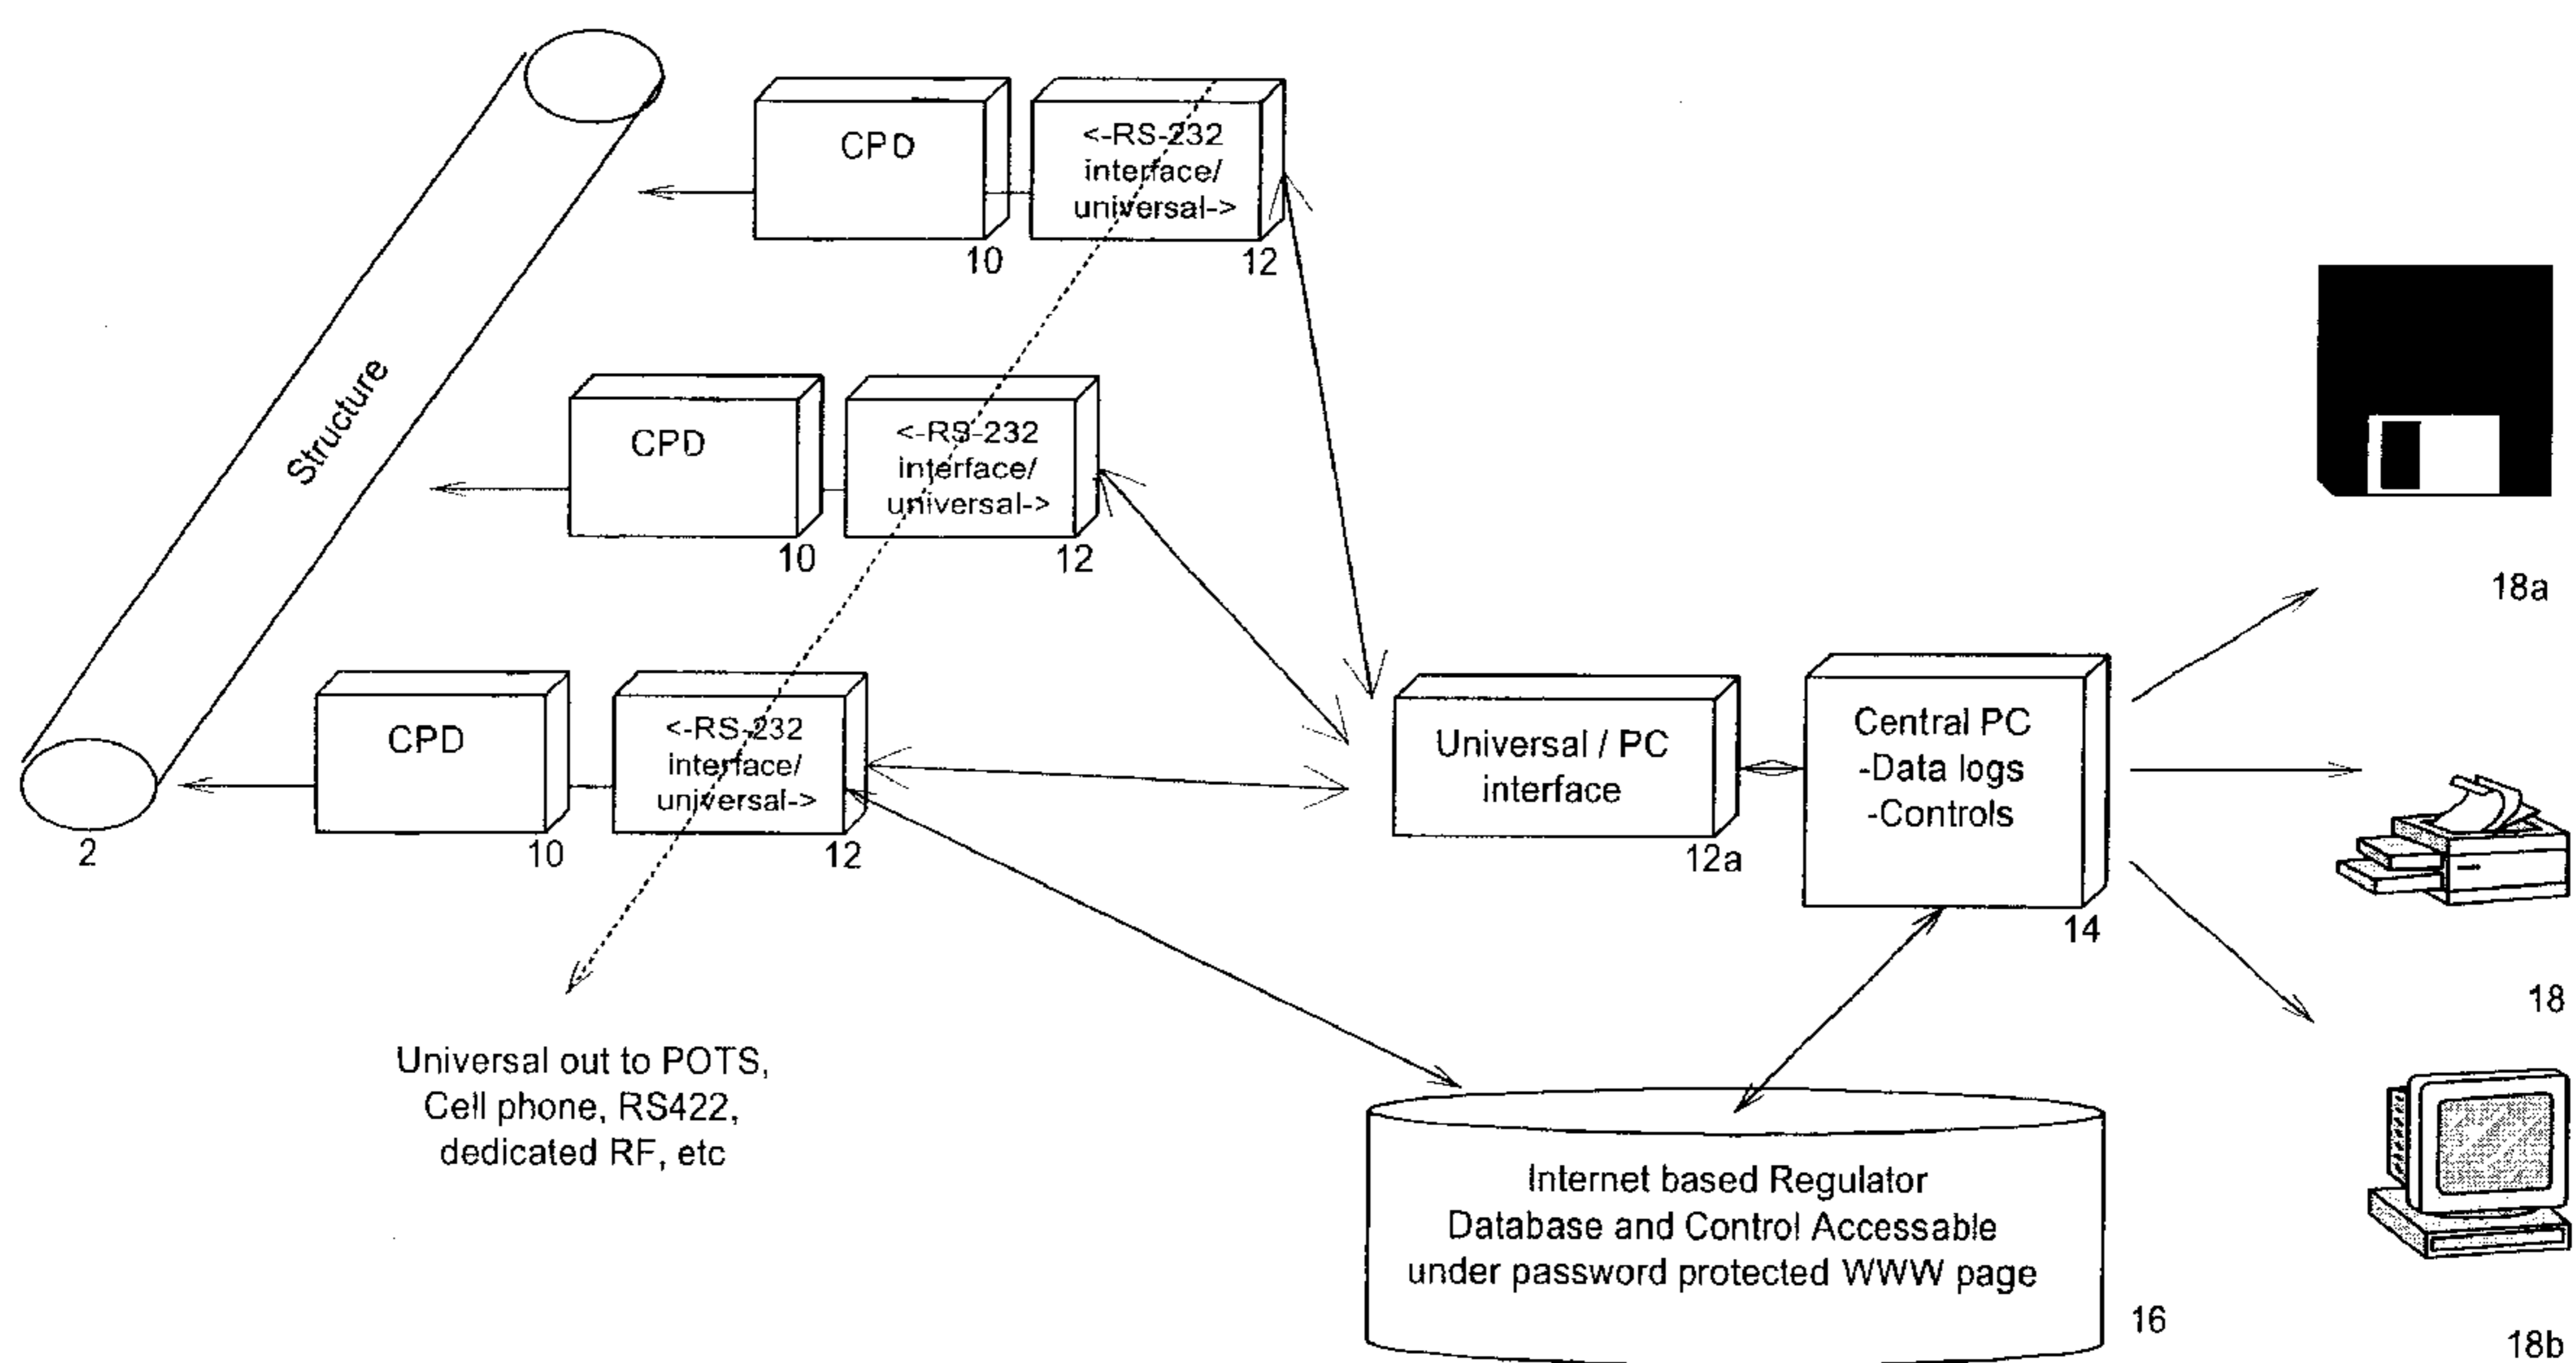 CPD
<-RS-232
interface/
universal->
10
12
Structure
CPD
<-RS-232
interface/
universal->
10
12
18a
CPD
<-RS-232
interface/
universal->
2
10
12
Universal / PC
interface
12a
Central PC
-Data logs
-Controls
14
18
Universal out to POTS,
Cell phone, RS422,
dedicated RF, etc
Internet based Regulator
Database and Control Accessable
under password protected WWW page
16
18b